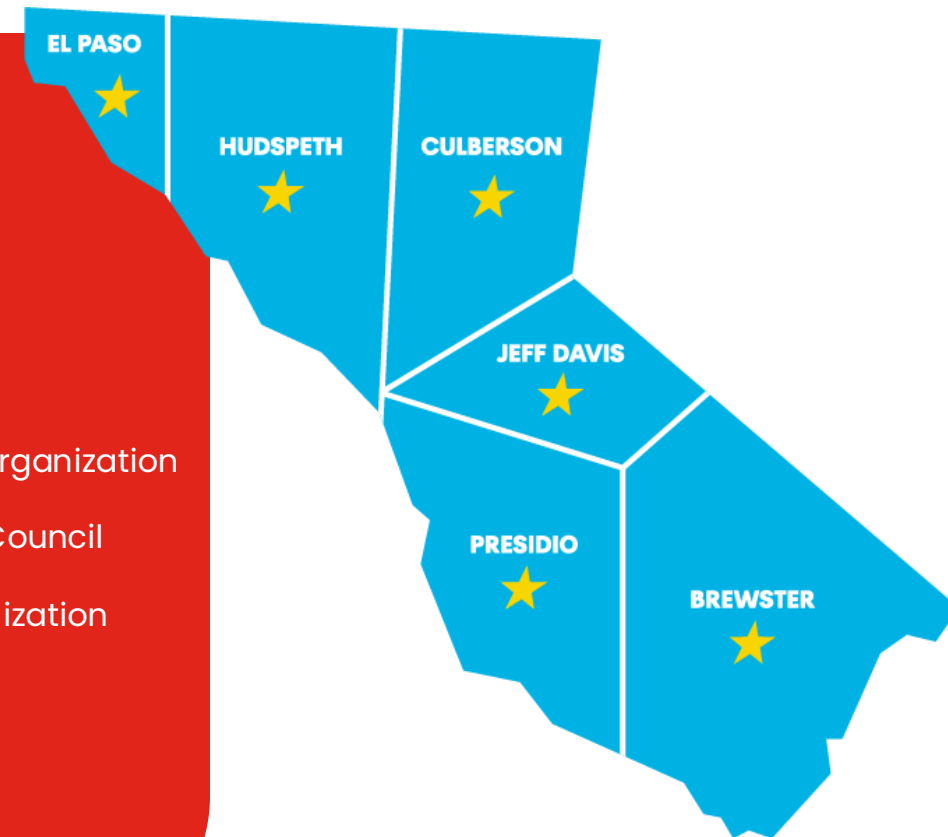 EL PASO
HUDSPETH
CULBERSON
JEFF DAVIS
rganization
Council
PRESIDIO
BREWSTER
ization